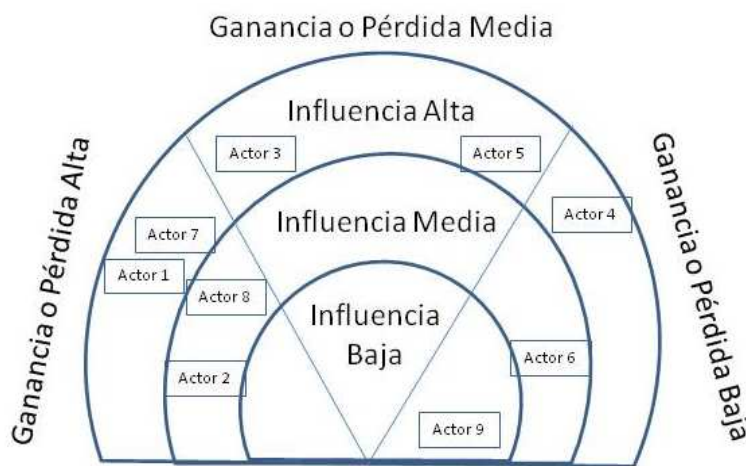 Ganancia o Pérdida Media
Influencia Alta
Actor 3
Actor 5
Ganancia o Pérdida Alta
Ganancia o Pérdida Baja
Actor 4
Influencia Media
Actor 7
Actor 1
Actor 8
Influencia
Baja
Actor 6
Actor 2
Actor 9